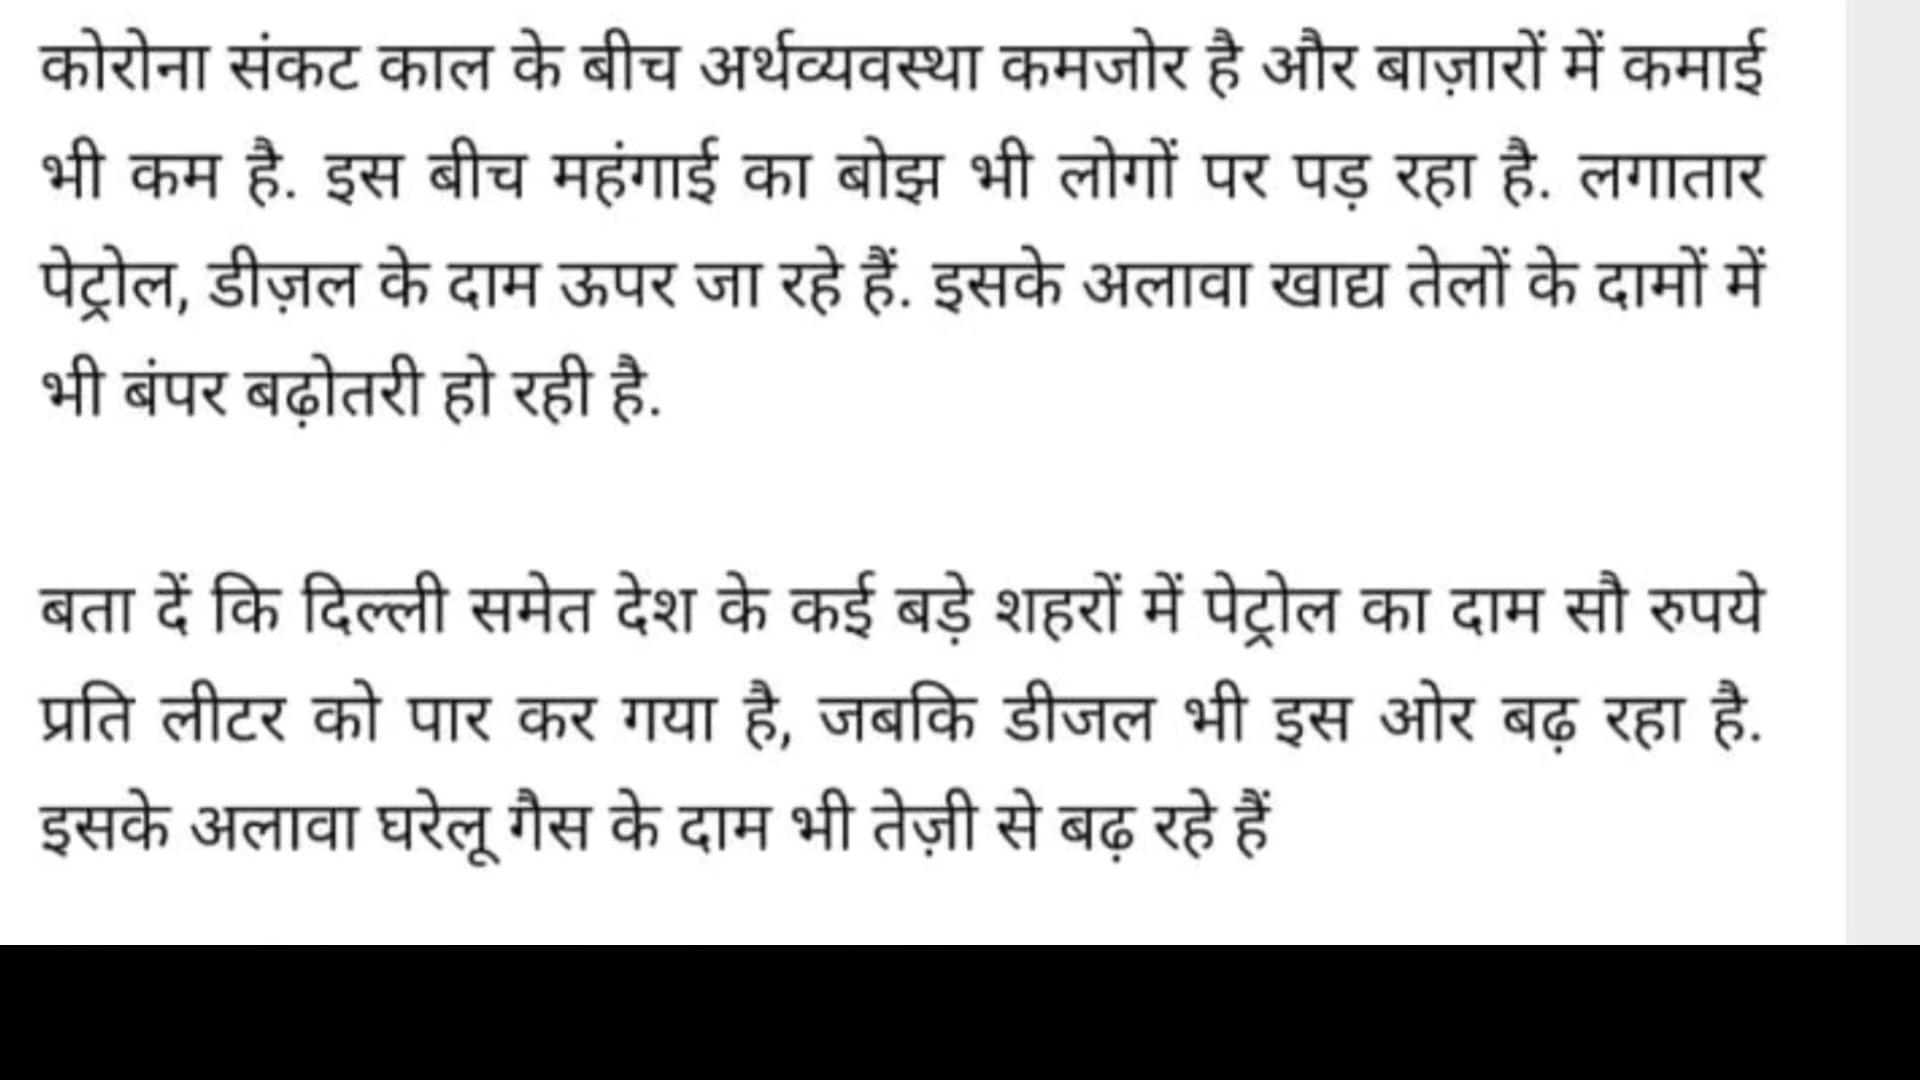 कोरोना संकट काल के बीच अर्थव्यवस्था कमजोर है और बाज़ारों में कमाई
भी कम है. इस बीच महंगाई का बोझ भी लोगों पर पड़ रहा है. लगातार
पेट्रोल, डीज़ल के दाम ऊपर जा रहे हैं. इसके अलावा खाद्य तेलों के दामों में
भी बंपर बढ़ोतरी हो रही है.
बता दें कि दिल्ली समेत देश के कई बड़े शहरों में पेट्रोल का दाम सौ रुपये
प्रति लीटर को पार कर गया है, जबकि डीजल भी इस ओर बढ़ रहा है.
इसके अलावा घरेलू गैस के दाम भी तेज़ी से बढ़ रहे हैं